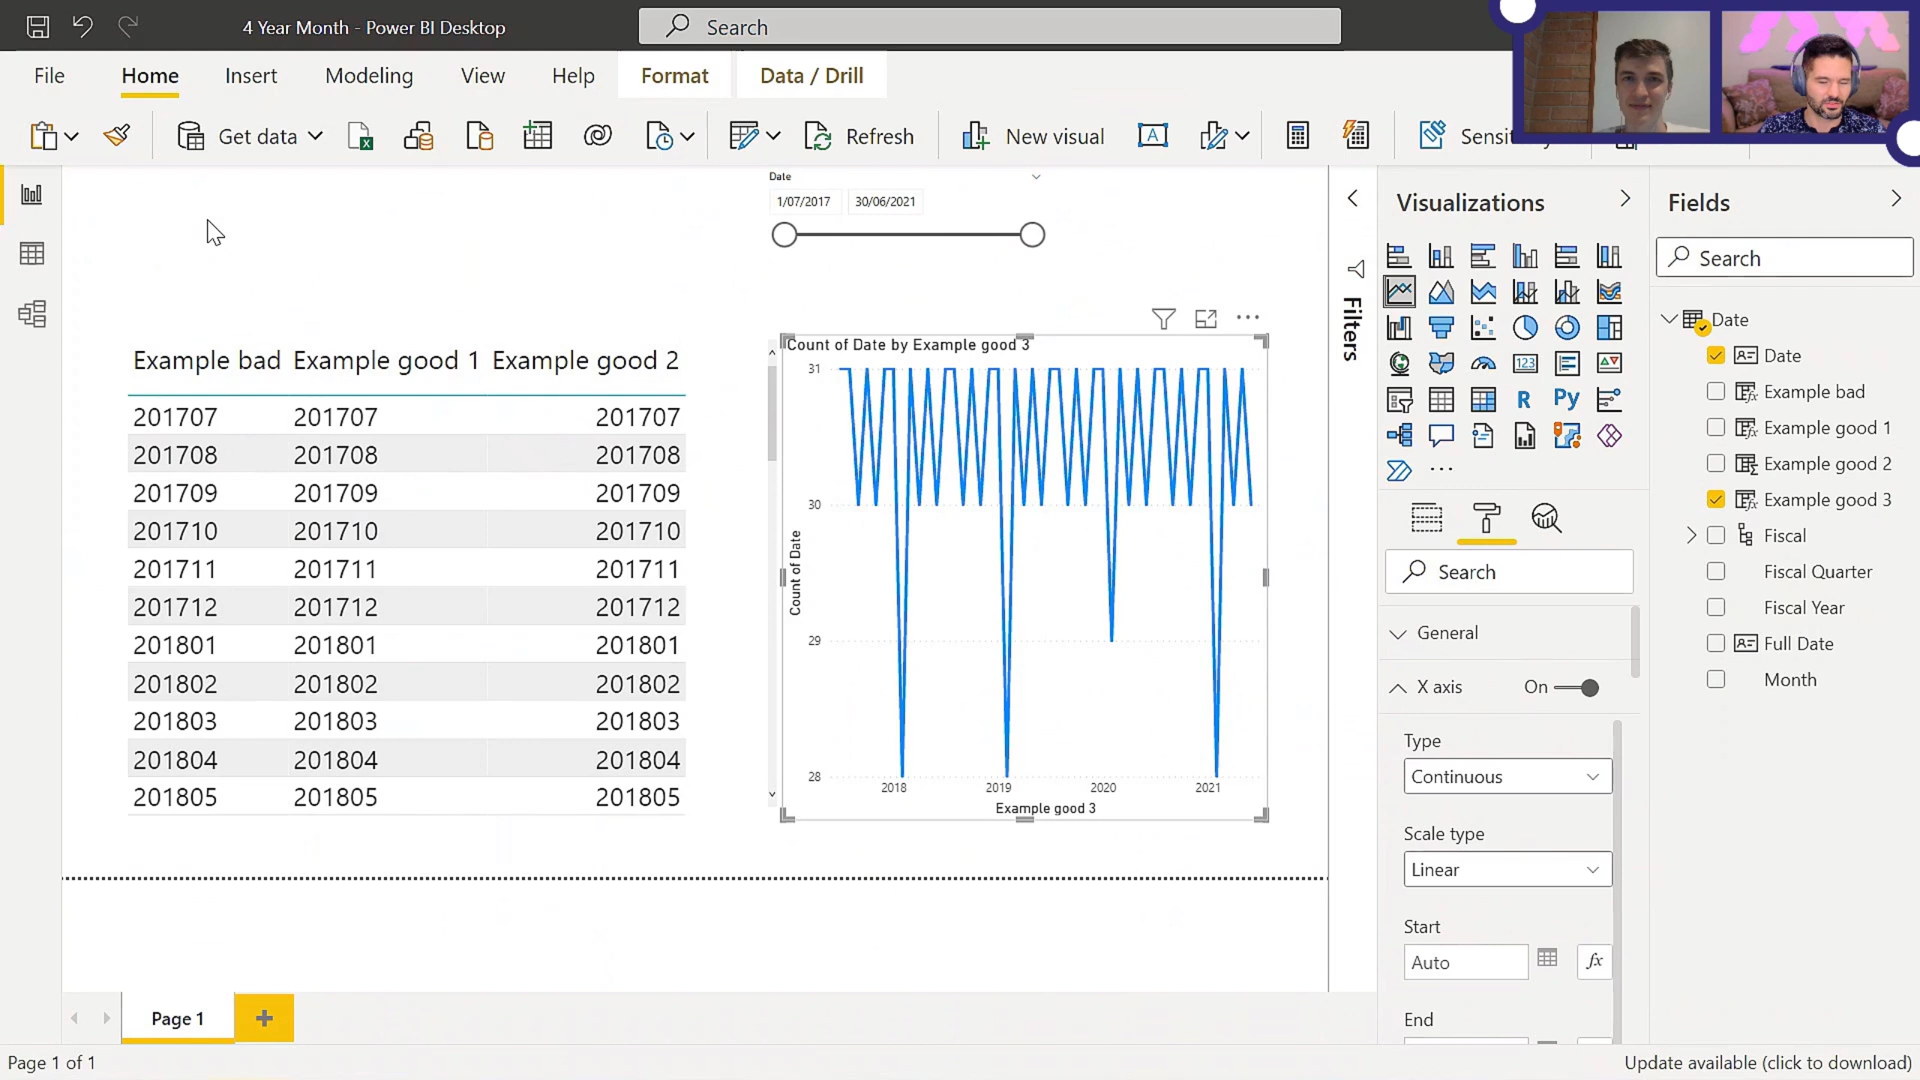 4 Year Month - Power BI Desktop
Search
File
Home
Insert
Modeling
View
Help
Format
Data / Drill
Get data
Refresh
New visual
A
Date
1/07/2017
30/06/2021
Example bad
Example good 1
Example good 2
201707
201707
201707
201708
201708
201708
201709
201709
201709
201710
201710
201710
201711
201711
201711
201712
201712
201712
201801
201801
201801
201802
201802
201802
201803
201803
201803
201804
201804
201804
201805
201805
201805
Count of Date by Example good 3
31
30
29
28
Count of Date
2018
2019
2020
2021
Example good 3
Filters
Visualizations
123
R
Py
Search
General
X axis
On
Type
Continuous
Scale type
Linear
Start
Auto
fx
End
Fields
Search
Date
Date
Example bad
Example good 1
Example good 2
Example good 3
Fiscal
Fiscal Quarter
Fiscal Year
Full Date
Month
Page 1
Page 1 of 1
Update available (click to download)